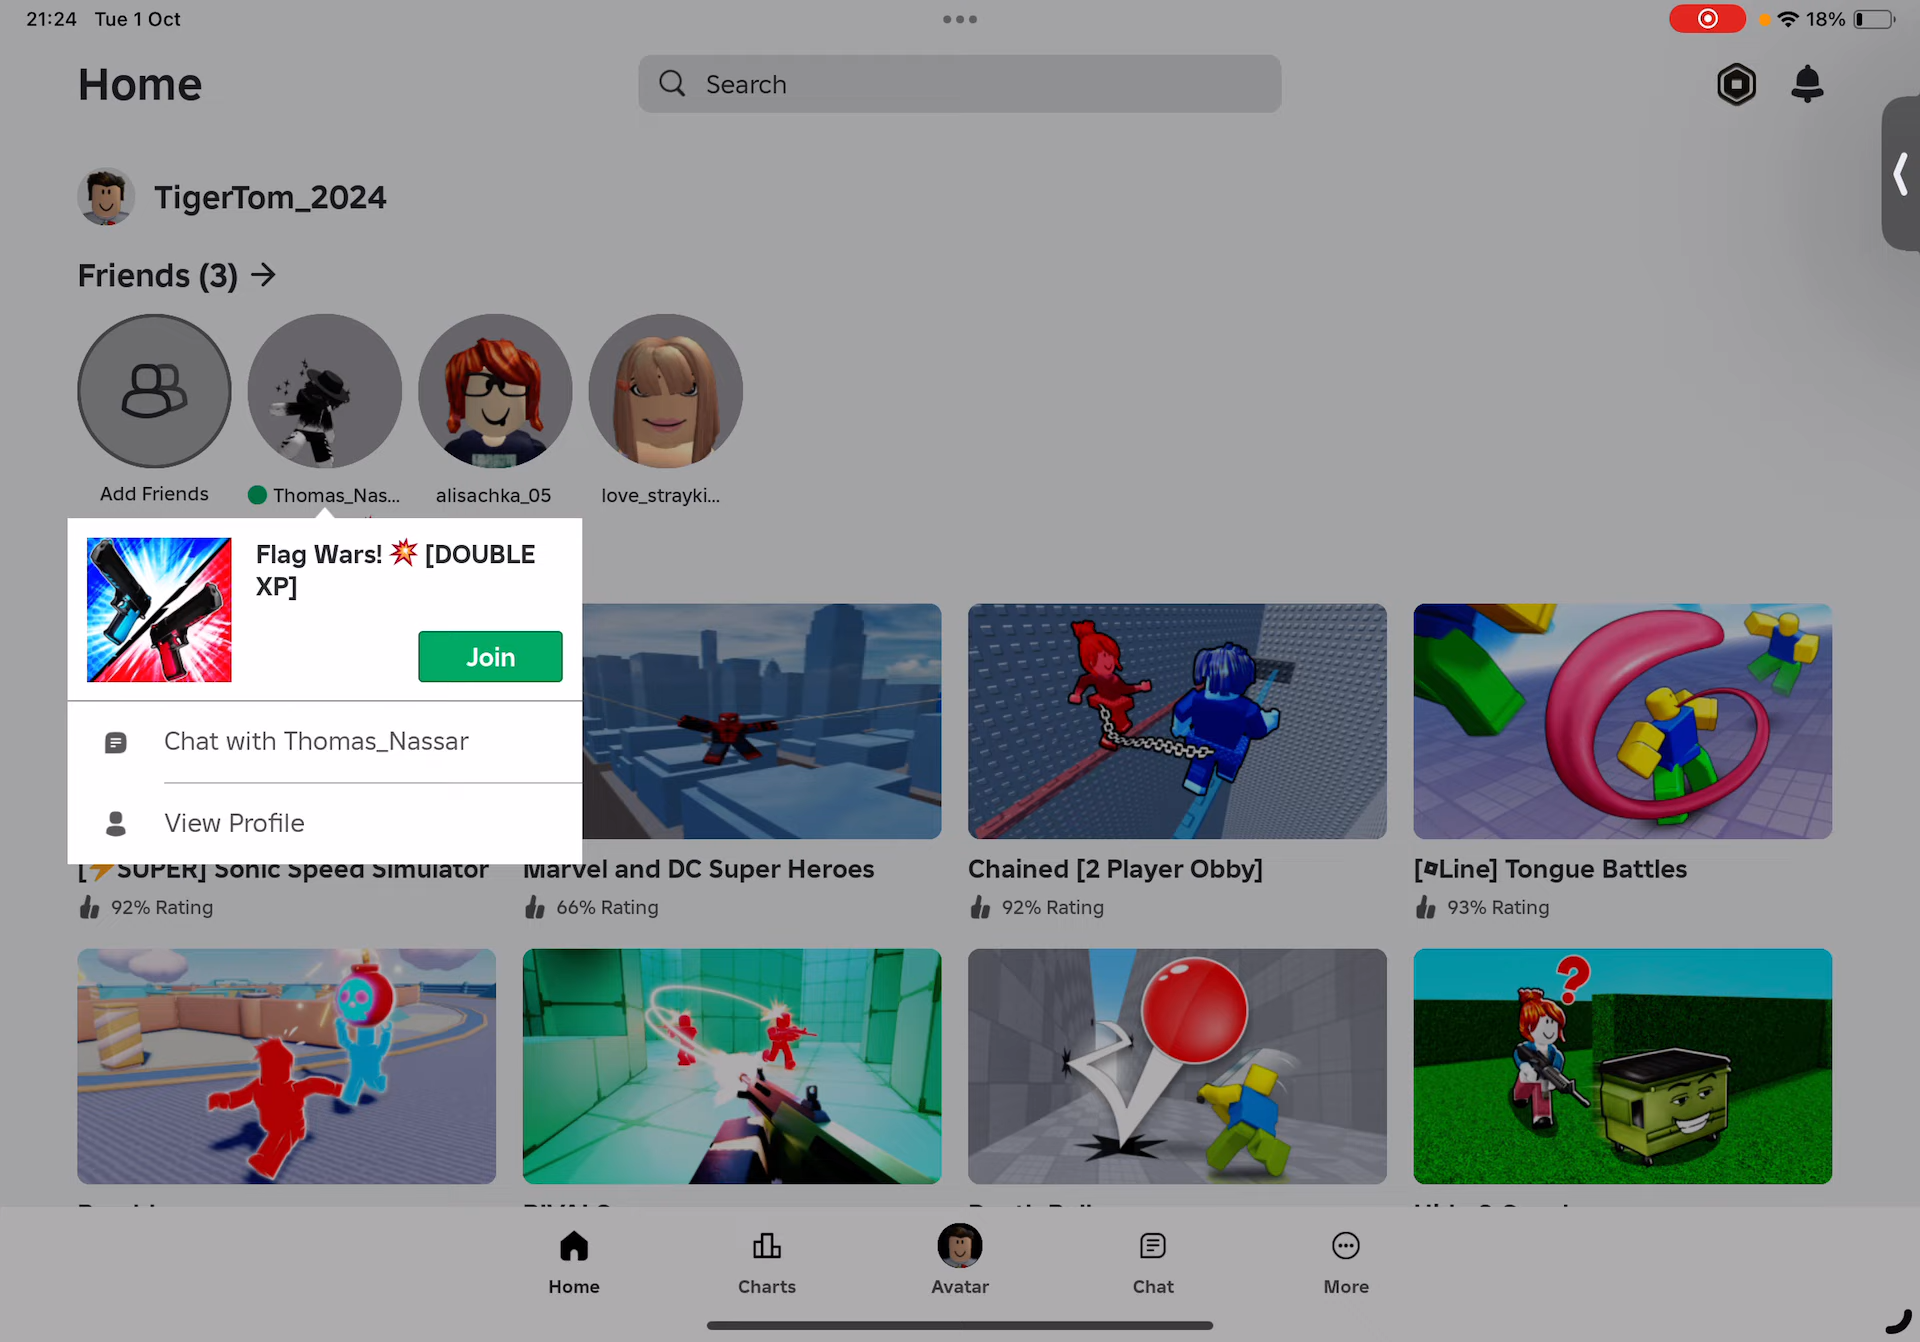 21:24 Tue 1 Oct
18%
Home
Search
TigerTom_2024
Friends (3)
Add Friends
Thomas_Nas...
alisachka_05
love_strayki...
Flag Wars! 💥 [DOUBLE
XP]
Join
Chat with Thomas_Nassar
View Profile
[⚡SUPER] Sonic Speed Simulator
Marvel and DC Super Heroes
Chained [2 Player Obby]
[Line] Tongue Battles
92% Rating
66% Rating
92% Rating
93% Rating
Home
Charts
Avatar
Chat
More